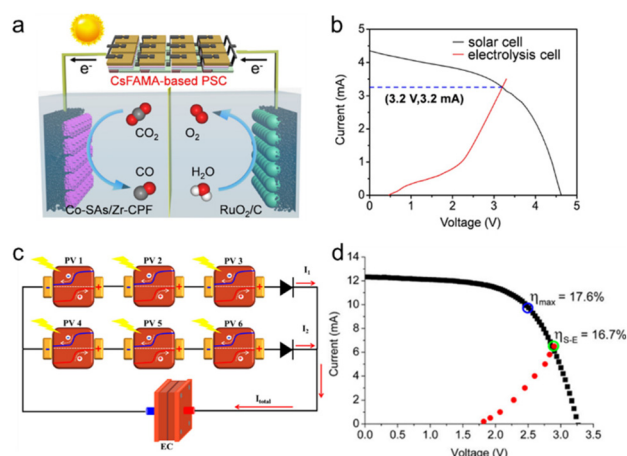 a
e-
e-
CsFAMA-based PSC
CO2
O2
CO
H2O
Co-SAs/Zr-CPF
RuO2/C
b
solar cell
electrolysis cell
(3.2 V,3.2 mA)
Current (mA)
5
4
3
2
1
0
0 1 2 3 4 5 6
Voltage (V)
c
PV 1 PV 2 PV 3
I1
PV 4 PV 5 PV 6
I2
Itotal
EC
d
ηmax = 17.6%
ηS-E = 16.7%
Current (mA)
14
12
10
8
6
4
2
0
0.0 0.5 1.0 1.5 2.0 2.5 3.0 3.5
Voltage (V)